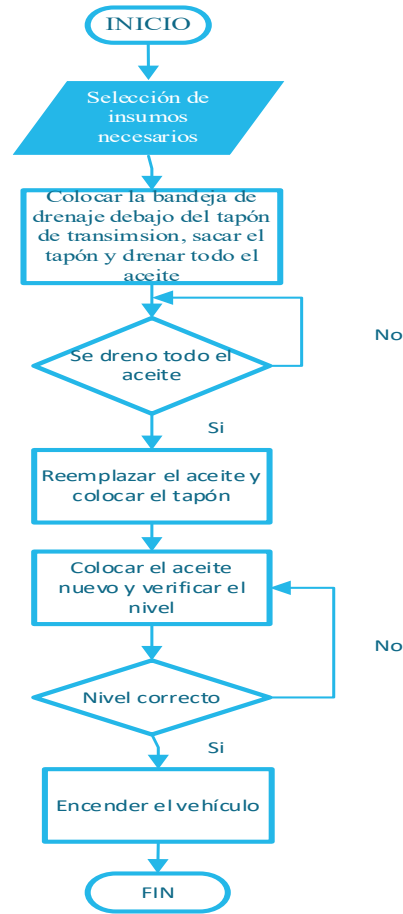 INICIO
Selección de
insumos
necesarios
Colocar la bandeja de
drenaje debajo del tapón
de transimsion, sacar el
tapón y drenar todo el
aceite
No
Se dreno todo el
aceite
Si
Reemplazar el aceite y
colocar el tapón
Colocar el aceite
nuevo y verificar el
nivel
No
Nivel correcto
Si
Encender el vehículo
FIN